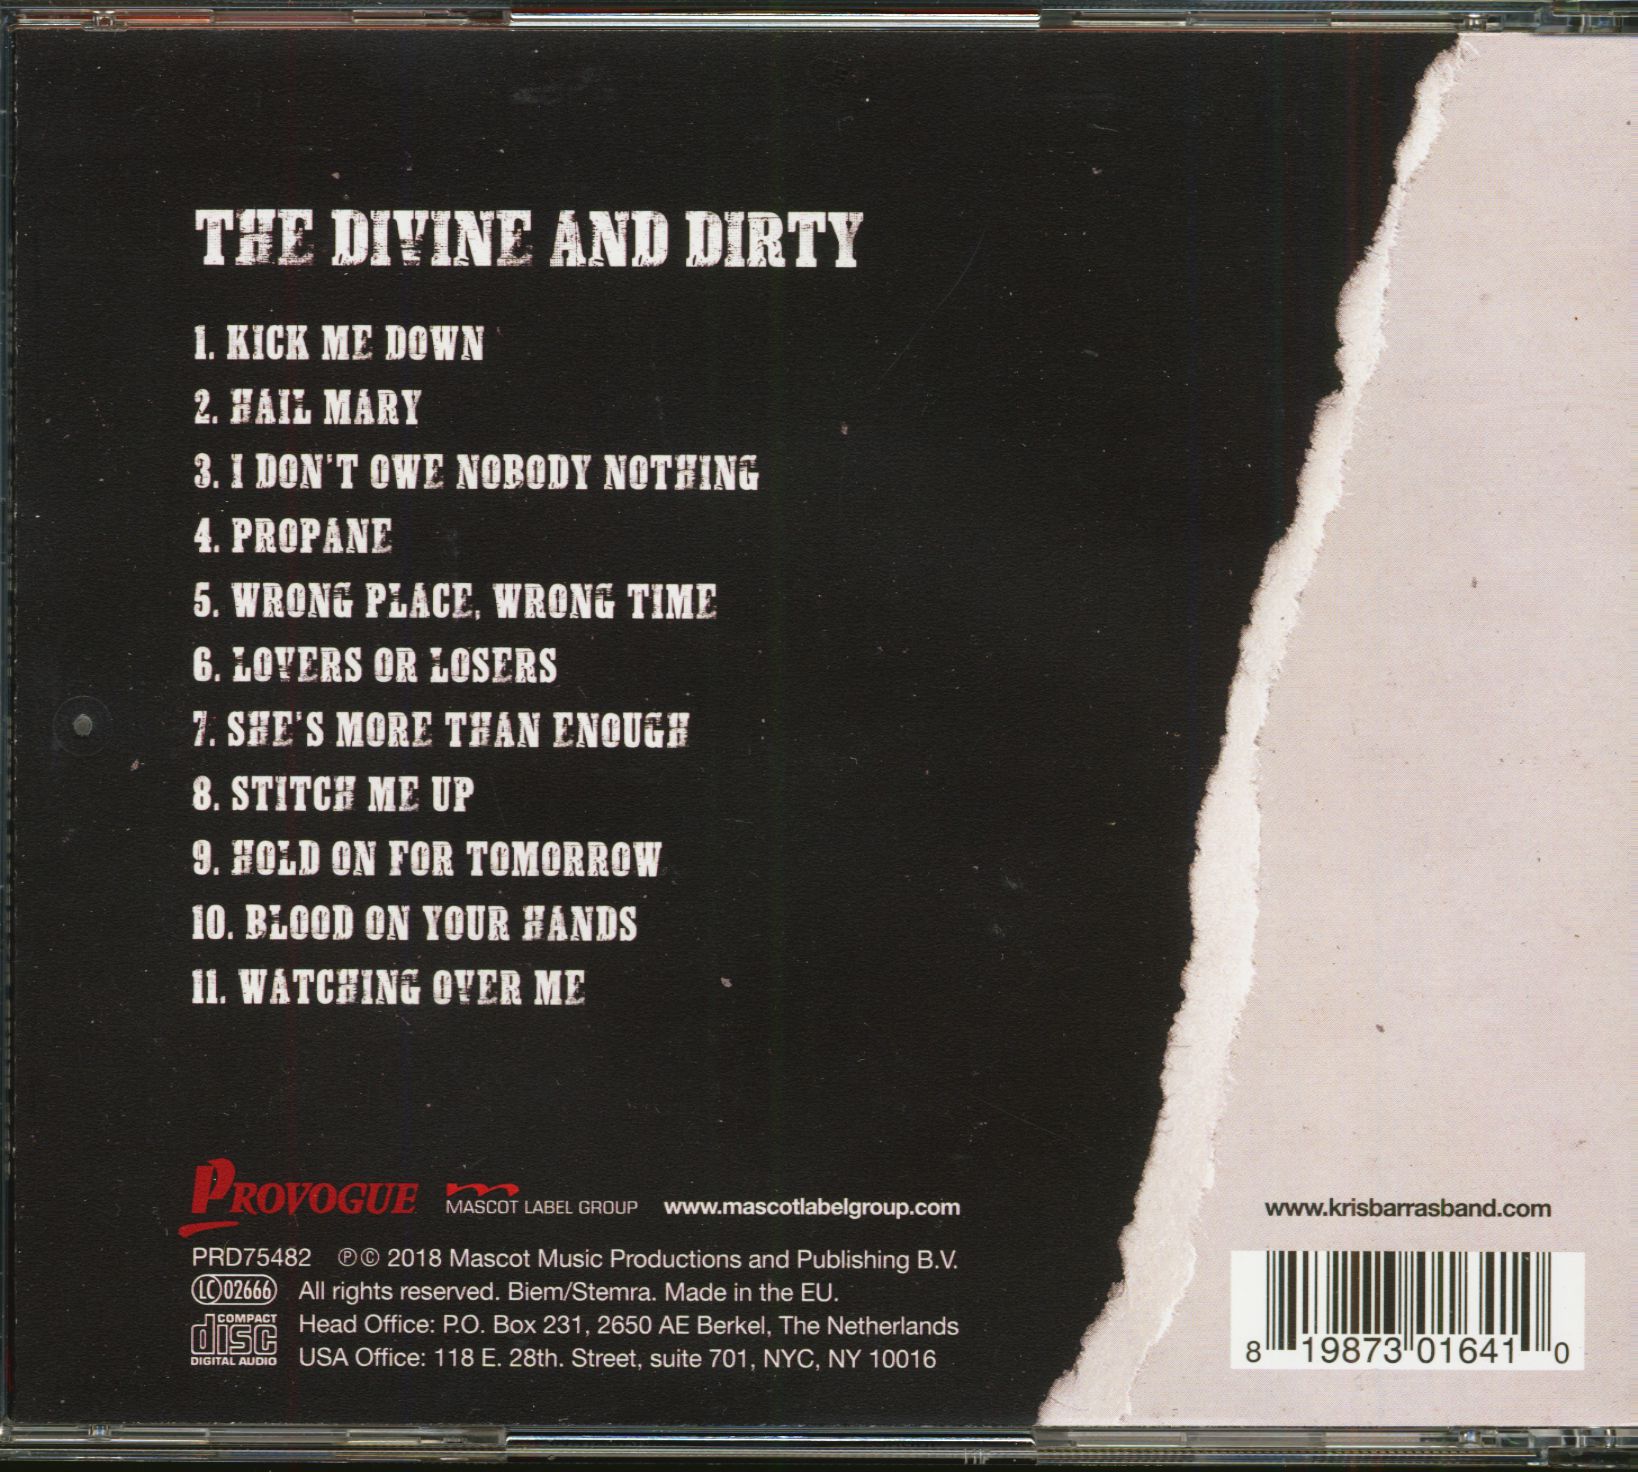 THE DIVINE AND DIRTY
1. KICK ME DOWN
2. HAIL MARY
3. I DON'T OWE NOBODY NOTHING
4. PROPANE
5. WRONG PLACE, WRONG TIME
6. LOVERS OR LOSERS
7. SHE'S MORE THAN ENOUGH
8. STITCH ME UP
9. HOLD ON FOR TOMORROW
10. BLOOD ON YOUR HANDS
11. WATCHING OVER ME
PROVOGUE MASCOT LABEL GROUP www.mascotlabelgroup.com
PRD75482 ℗© 2018 Mascot Music Productions and Publishing B.V.
LC 02666 All rights reserved. Biem/Stemra. Made in the EU.
COMPACT disc DIGITAL AUDIO
Head Office: P.O. Box 231, 2650 AE Berkel, The Netherlands
USA Office: 118 E. 28th. Street, suite 701, NYC, NY 10016
www.krisbarrasband.com
8 19873 01641 0